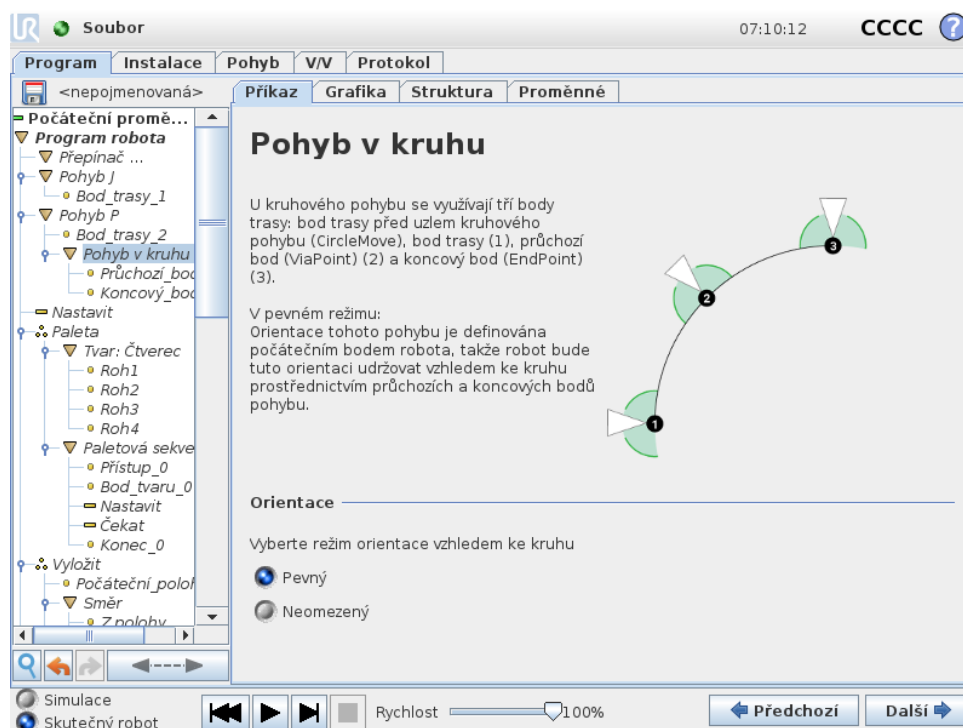 Soubor
07:10:12
CCCC
?
Program
Instalace
Pohyb
V/V
Protokol
<nepojmenovaná>
Příkaz
Grafika
Struktura
Proměnné
Počáteční promě...
Program robota
Přepínač ...
Pohyb J
Bod_trasy_1
Pohyb P
Bod_trasy_2
Pohyb v kruhu
Průchozí_bod
Koncový_bod
Nastavit
Paleta
Tvar: Čtverec
Roh1
Roh2
Roh3
Roh4
Paletová sekve
Přístup_0
Bod_tvaru_0
Nastavit
Čekat
Konec_0
Vyložit
Počáteční_poloh
Směr
Z polohy
Pohyb v kruhu
U kruhového pohybu se využívají tří body
trasy: bod trasy před uzlem kruhového
pohybu (CircleMove), bod trasy (1), průchozí
bod (ViaPoint) (2) a koncový bod (EndPoint)
(3).
V pevném režimu:
Orientace tohoto pohybu je definována
počátečním bodem robota, takže robot bude
tuto orientaci udržovat vzhledem ke kruhu
prostřednictvím průchozích a koncových bodů
pohybu.
3
2
1
Orientace
Vyberte režim orientace vzhledem ke kruhu
Pevný
Neomezený
Simulace
Skutečný robot
Rychlost
100%
Předchozí
Další